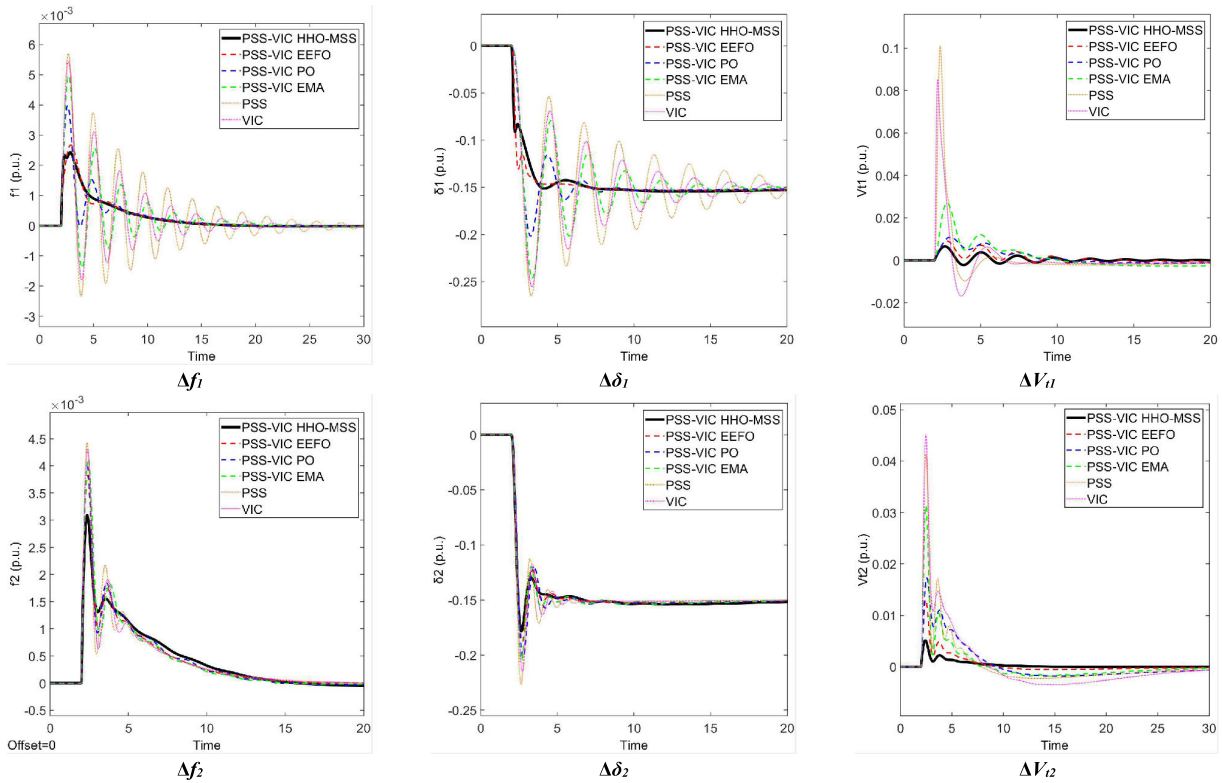 ×10⁻³
6
5
4
3
2
1
0
-1
-2
-3
f1 (p.u.)
PSS-VIC HHO-MSS
PSS-VIC EEFO
PSS-VIC PO
PSS-VIC EMA
PSS
VIC
0 5 10 15 20 25 30
Time
Δf₁
0
-0.05
-0.1
-0.15
-0.2
-0.25
δ1 (p.u.)
PSS-VIC HHO-MSS
PSS-VIC EEFO
PSS-VIC PO
PSS-VIC EMA
PSS
VIC
0 5 10 15 20
Time
Δδ₁
0.1
0.08
0.06
0.04
0.02
0
-0.02
Vt1 (p.u.)
PSS-VIC HHO-MSS
PSS-VIC EEFO
PSS-VIC PO
PSS-VIC EMA
PSS
VIC
0 5 10 15 20
Time
ΔVₜ₁
×10⁻³
4.5
4
3.5
3
2.5
2
1.5
1
0.5
0
-0.5
f2 (p.u.)
PSS-VIC HHO-MSS
PSS-VIC EEFO
PSS-VIC PO
PSS-VIC EMA
PSS
VIC
0 5 10 15 20
Offset=0
Time
Δf₂
0
-0.05
-0.1
-0.15
-0.2
-0.25
δ2 (p.u.)
PSS-VIC HHO-MSS
PSS-VIC EEFO
PSS-VIC PO
PSS-VIC EMA
PSS
VIC
0 5 10 15 20
Time
Δδ₂
0.05
0.04
0.03
0.02
0.01
0
-0.01
Vt2 (p.u.)
PSS-VIC HHO-MSS
PSS-VIC EEFO
PSS-VIC PO
PSS-VIC EMA
PSS
VIC
0 5 10 15 20 25 30
Time
ΔVₜ₂